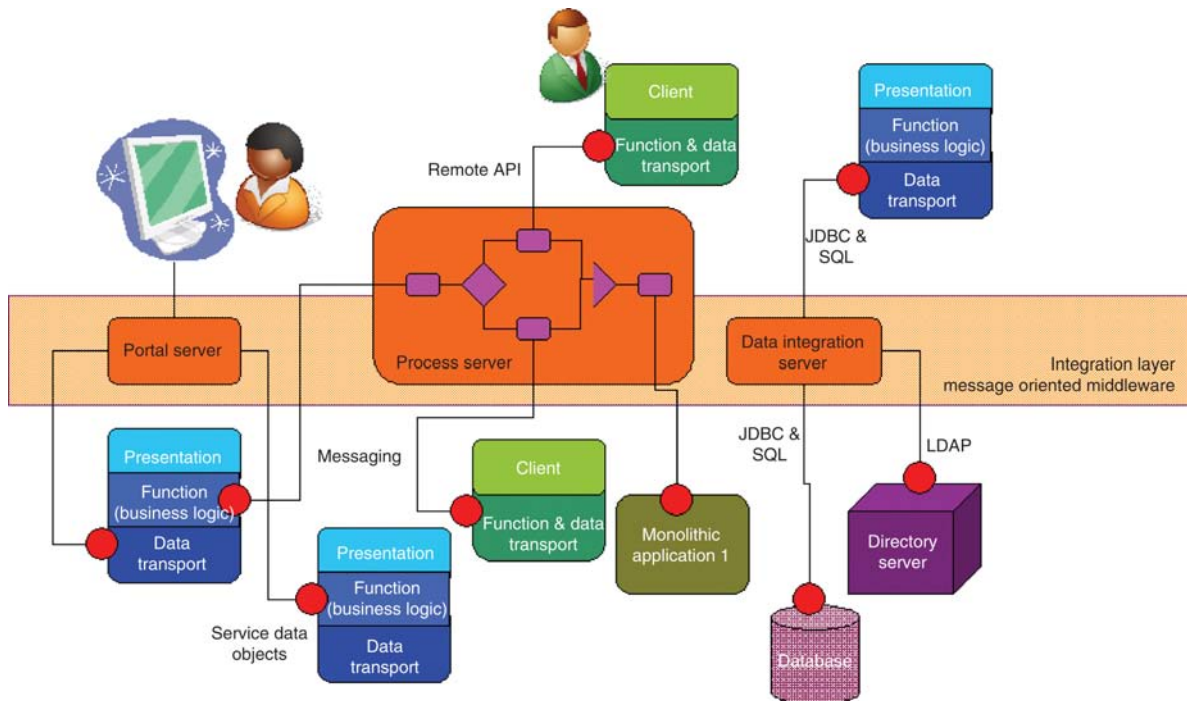 Client
Function & data
transport
Remote API
Presentation
Function
(business logic)
Data
transport
JDBC &
SQL
Portal server
Process server
Data integration
server
Integration layer
message oriented middleware
Presentation
Function
(business logic)
Data
transport
Messaging
Client
Function & data
transport
Monolithic
application 1
JDBC &
SQL
LDAP
Directory
server
Presentation
Function
(business logic)
Data
transport
Service data
objects
Database